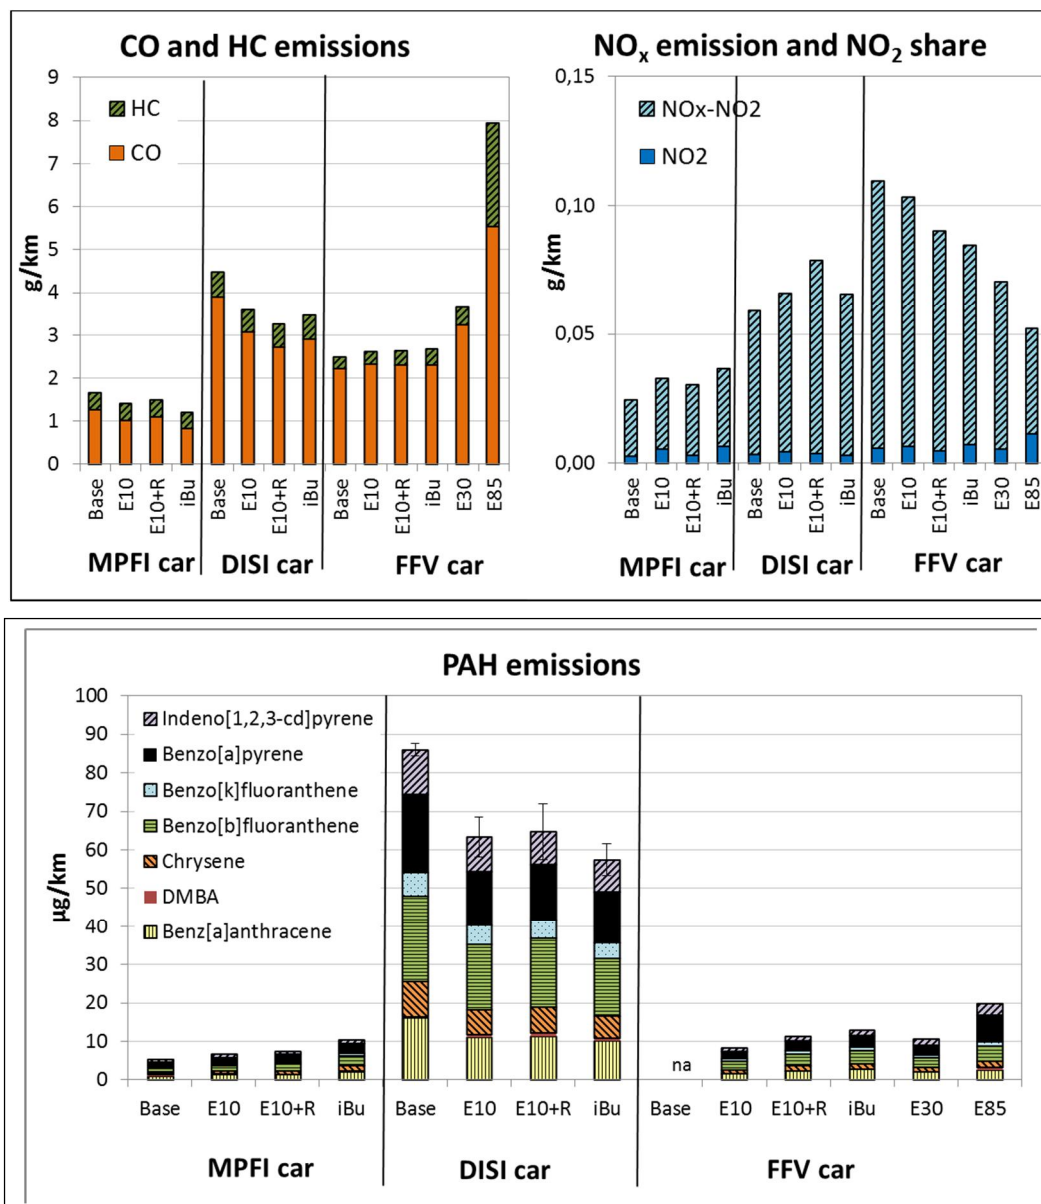 CO and HC emissions
9
8
7
6
5
4
3
2
1
0
g/km
HC
CO
Base
E10
E10+R
iBu
Base
E10
E10+R
iBu
Base
E10
E10+R
iBu
E30
E85
MPFI car
DISI car
FFV car
NOx emission and NO2 share
0,15
0,10
0,05
0,00
g/km
NOx-NO2
NO2
Base
E10
E10+R
iBu
Base
E10
E10+R
iBu
Base
E10
E10+R
iBu
E30
E85
MPFI car
DISI car
FFV car
PAH emissions
100
90
80
70
60
50
40
30
20
10
0
µg/km
Indeno[1,2,3-cd]pyrene
Benzo[a]pyrene
Benzo[k]fluoranthene
Benzo[b]fluoranthene
Chrysene
DMBA
Benz[a]anthracene
na
Base E10 E10+R iBu Base E10 E10+R iBu Base E10 E10+R iBu E30 E85
MPFI car DISI car FFV car